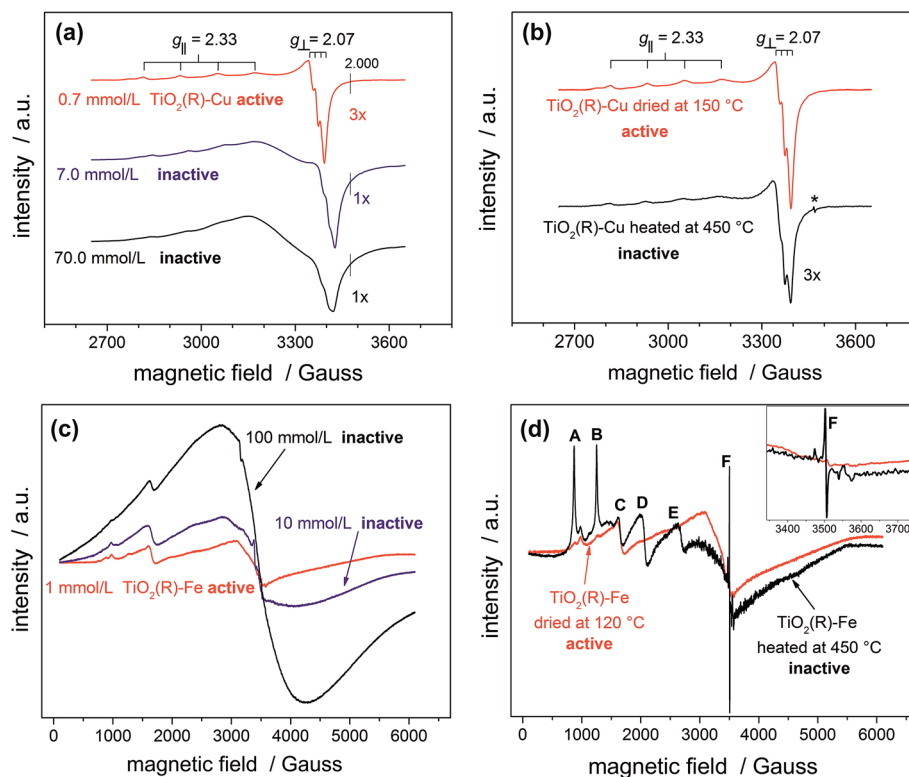 (a)
g∥ = 2.33
g⊥ = 2.07
2.000
0.7 mmol/L TiO₂(R)-Cu active
3x
7.0 mmol/L inactive
1x
70.0 mmol/L inactive
1x
intensity / a.u.
2700 3000 3300 3600
magnetic field / Gauss
(b)
g∥ = 2.33
g⊥ = 2.07
TiO₂(R)-Cu dried at 150 °C
active
*
TiO₂(R)-Cu heated at 450 °C
inactive
3x
intensity / a.u.
2700 3000 3300 3600
magnetic field / Gauss
(c)
100 mmol/L inactive
10 mmol/L inactive
1 mmol/L TiO₂(R)-Fe active
intensity / a.u.
0 1000 2000 3000 4000 5000 6000
magnetic field / Gauss
(d)
A
B
C
D
E
F
F
3400 3500 3600 3700
TiO₂(R)-Fe
dried at 120 °C
active
TiO₂(R)-Fe
heated at 450 °C
inactive
intensity / a.u.
0 1000 2000 3000 4000 5000 6000
magnetic field / Gauss